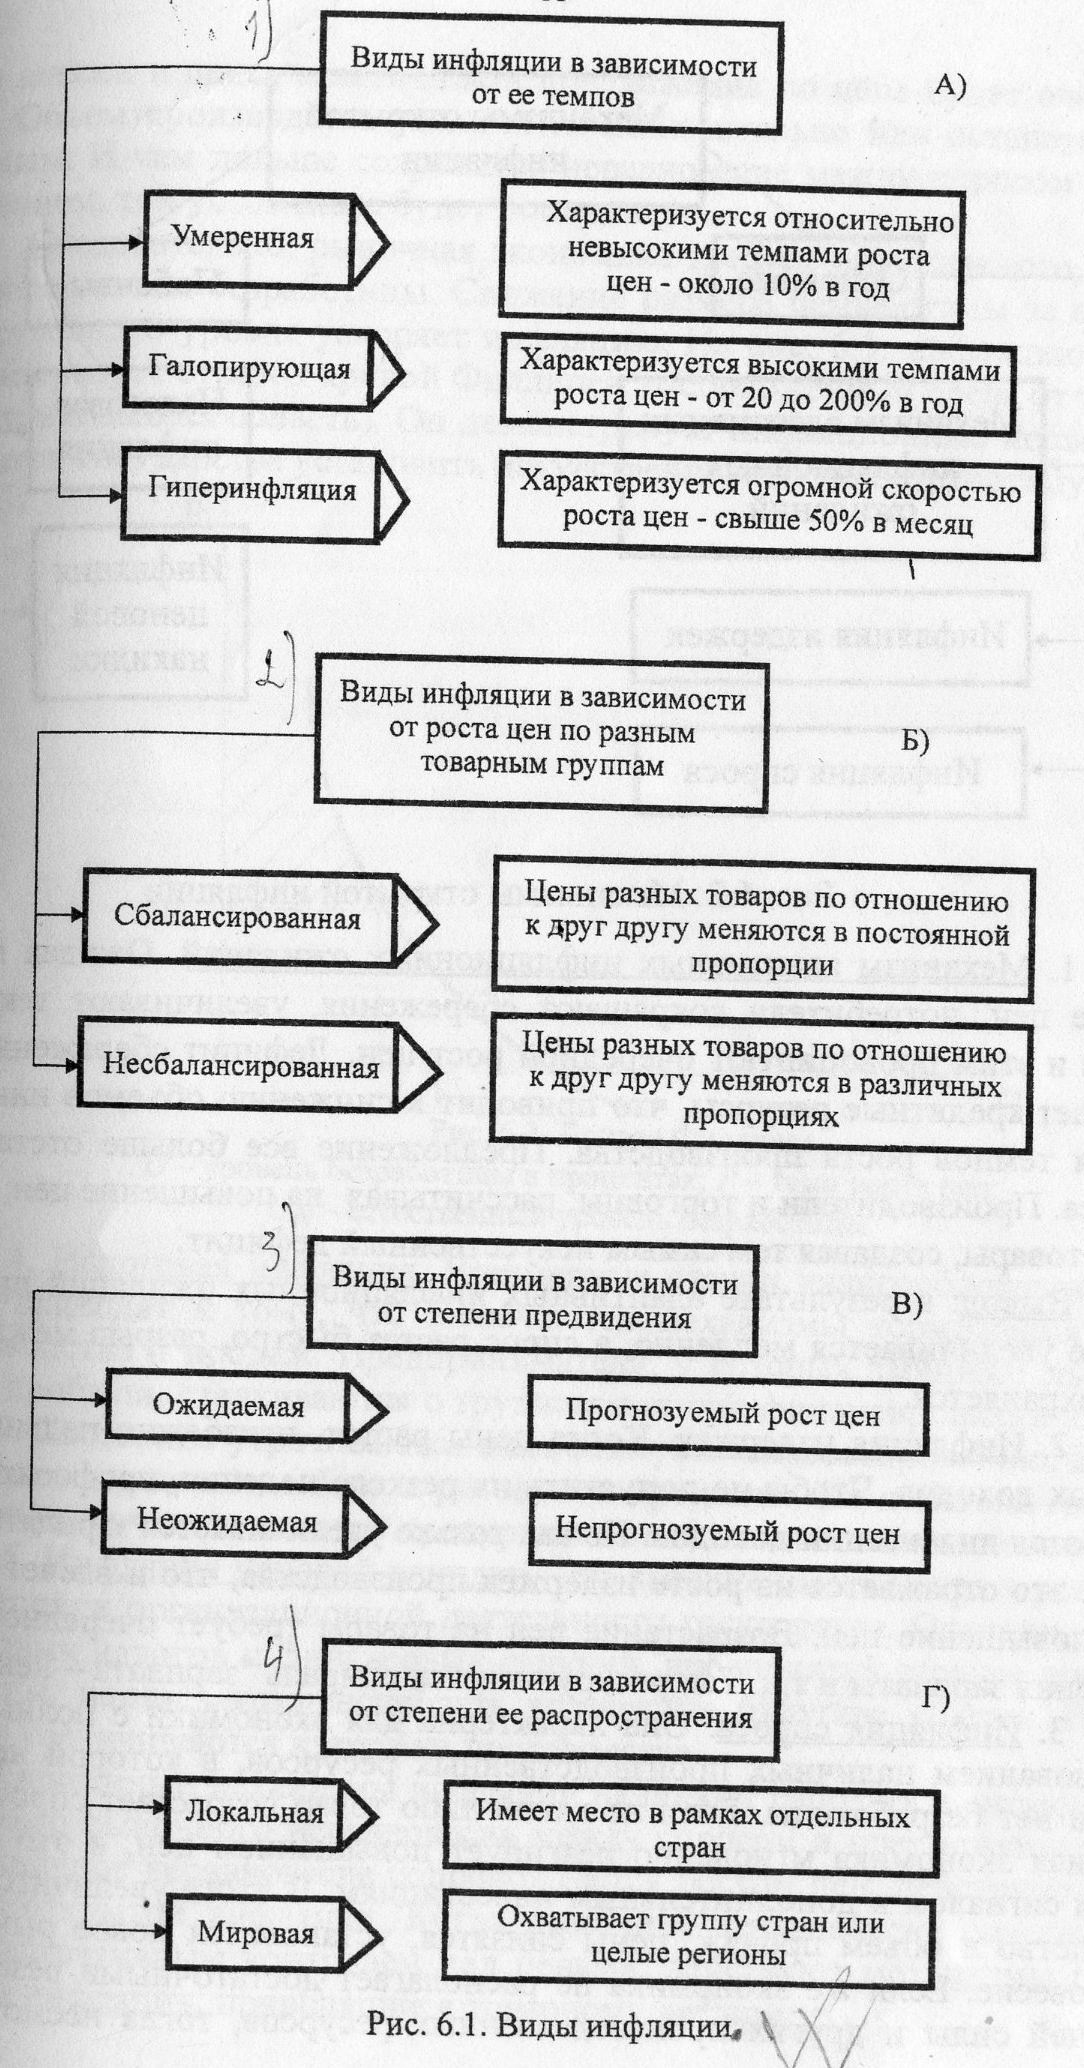 1)
Виды инфляции в зависимости
от ее темпов
А)
Умеренная
Характеризуется относительно
невысокими темпами роста
цен - около 10% в год
Галопирующая
Характеризуется высокими темпами
роста цен - от 20 до 200% в год
Гиперинфляция
Характеризуется огромной скоростью
роста цен - свыше 50% в месяц
2)
Виды инфляции в зависимости
от роста цен по разным
товарным группам
Б)
Сбалансированная
Цены разных товаров по отношению
к друг другу меняются в постоянной
пропорции
Несбалансированная
Цены разных товаров по отношению
к друг другу меняются в различных
пропорциях
3)
Виды инфляции в зависимости
от степени предвидения
В)
Ожидаемая
Прогнозуемый рост цен
Неожидаемая
Непрогнозуемый рост цен
4)
Виды инфляции в зависимости
от степени ее распространения
Г)
Локальная
Имеет место в рамках отдельных
стран
Мировая
Охватывает группу стран или
целые регионы
Рис. 6.1. Виды инфляции.